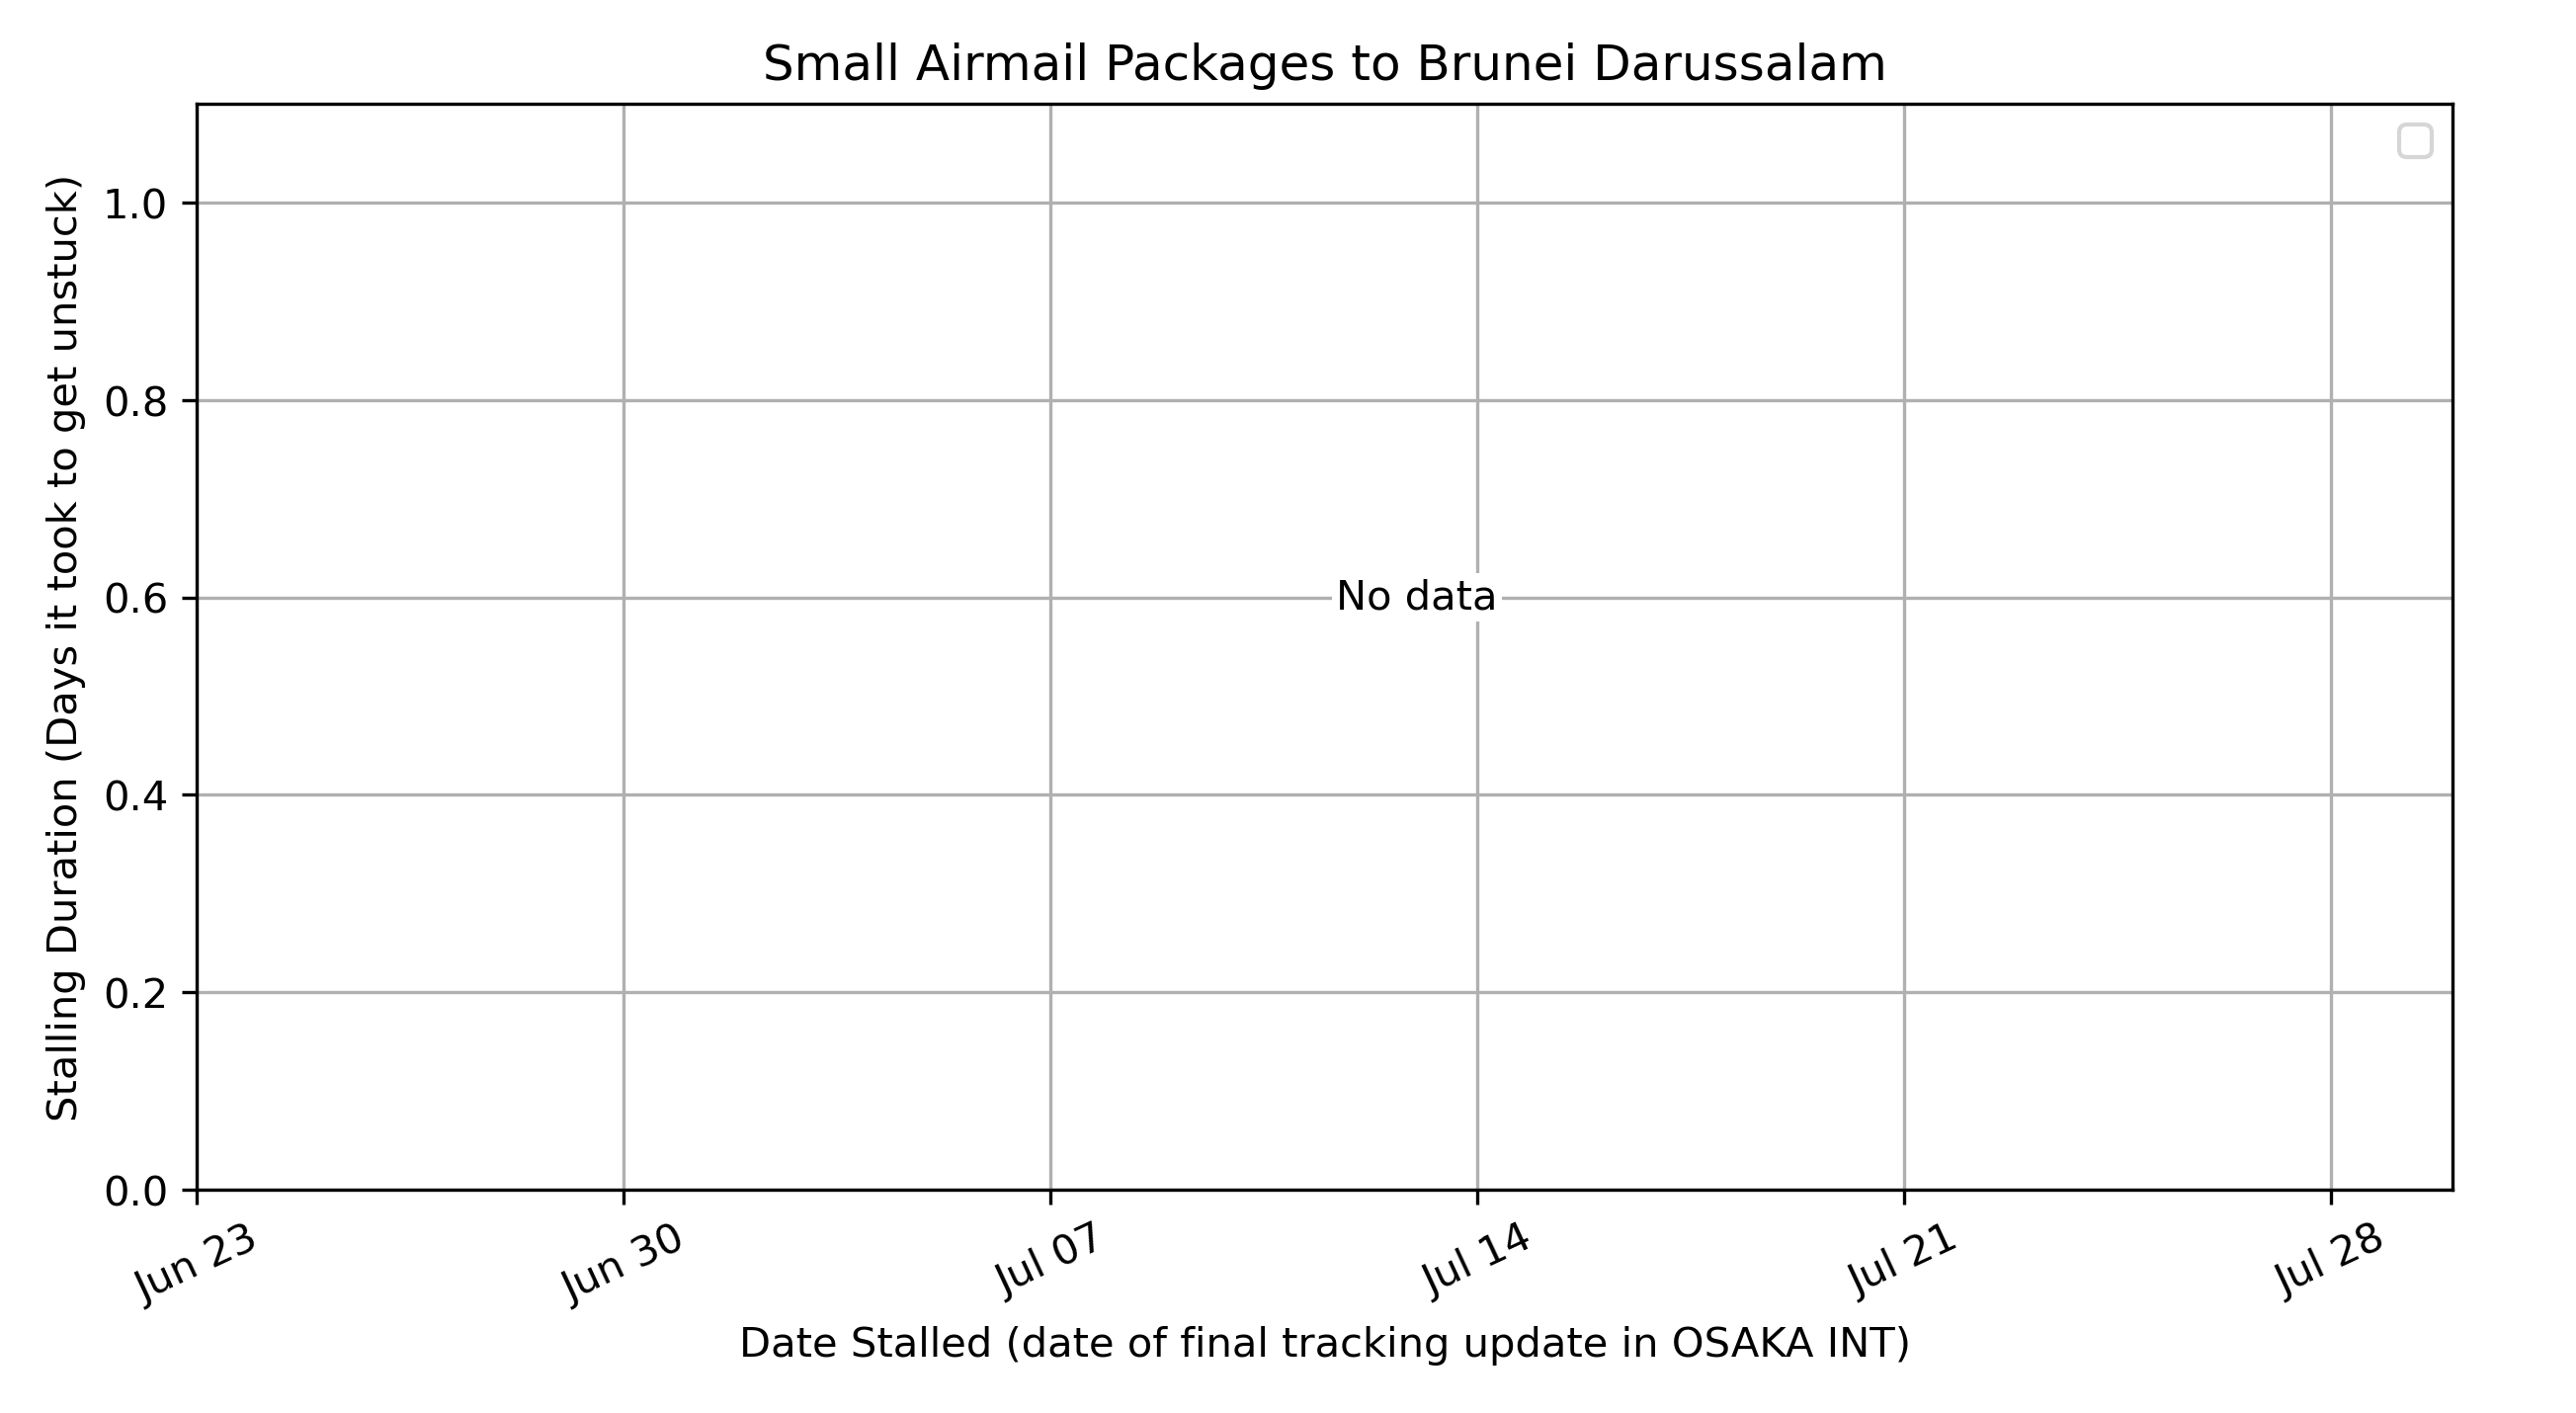 Small Airmail Packages to Brunei Darussalam
Stalling Duration (Days it took to get unstuck)
1.0
0.8
0.6
0.4
0.2
0.0
No data
Jun 23
Jun 30
Jul 07
Jul 14
Jul 21
Jul 28
Date Stalled (date of final tracking update in OSAKA INT)